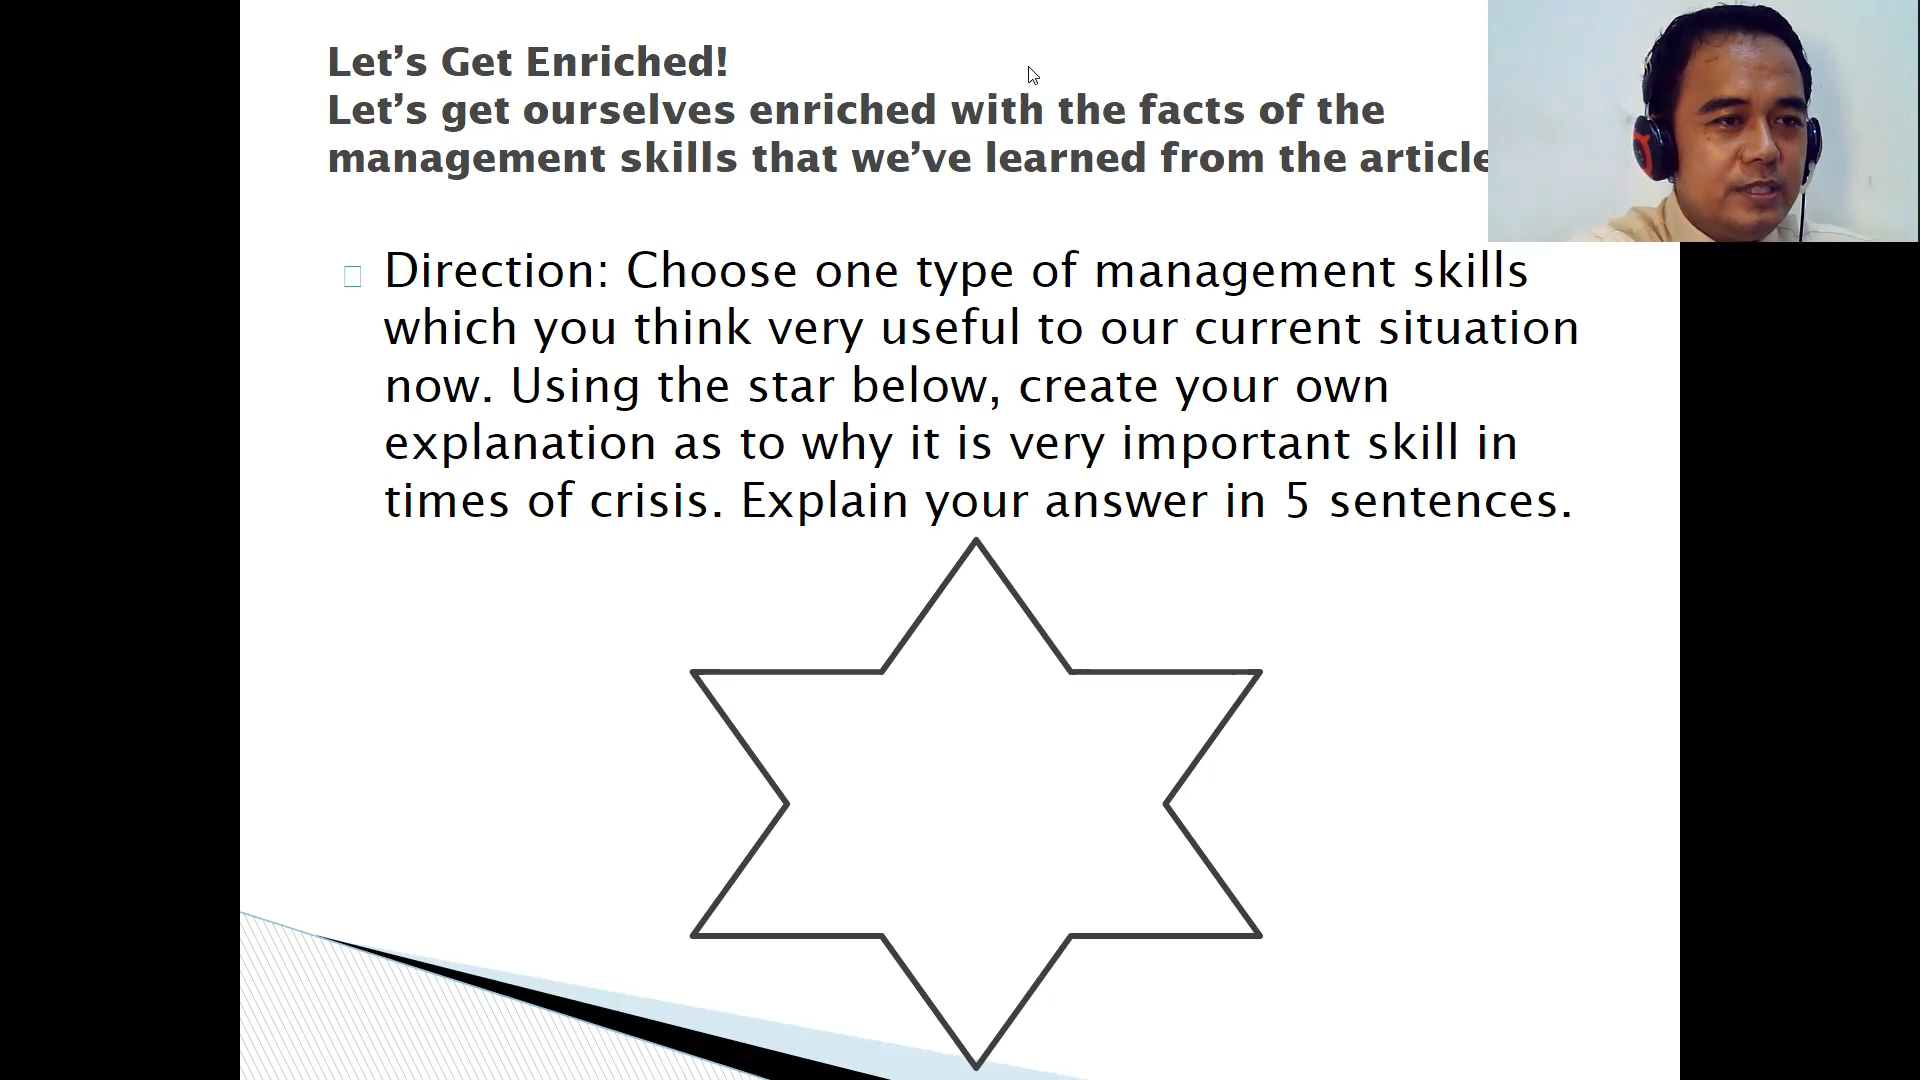 Let’s Get Enriched!
Let’s get ourselves enriched with the facts of the
management skills that we’ve learned from the article
Direction: Choose one type of management skills
which you think very useful to our current situation
now. Using the star below, create your own
explanation as to why it is very important skill in
times of crisis. Explain your answer in 5 sentences.